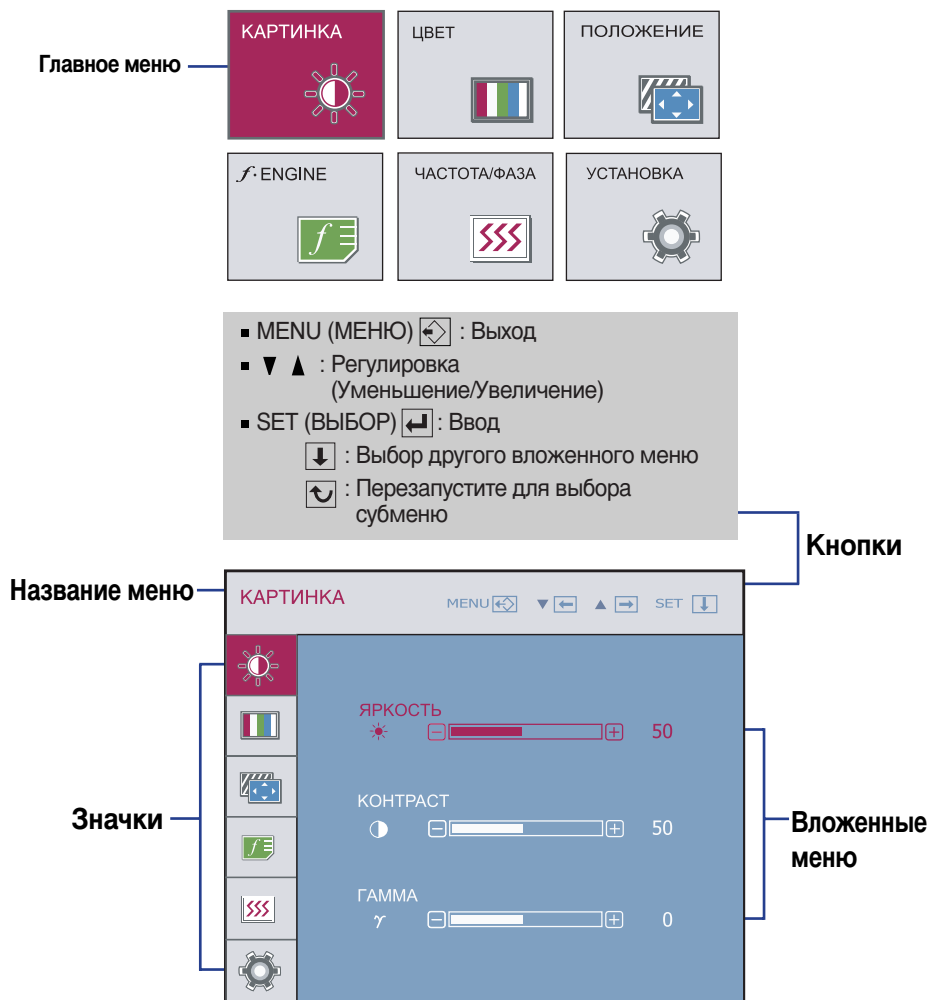 КАРТИНКА
ЦВЕТ
ПОЛОЖЕНИЕ
Главное меню
f·ENGINE
ЧАСТОТА/ФАЗА
УСТАНОВКА
f
MENU (МЕНЮ) : Выход
▼ ▲ : Регулировка
(Уменьшение/Увеличение)
SET (ВЫБОР) : Ввод
: Выбор другого вложенного меню
: Перезапустите для выбора
субменю
Кнопки
Название меню
КАРТИНКА
MENU ▼ ▲ SET
ЯРКОСТЬ
50
КОНТРАСТ
50
Значки
Вложенные
меню
f
ГАММА
γ 0